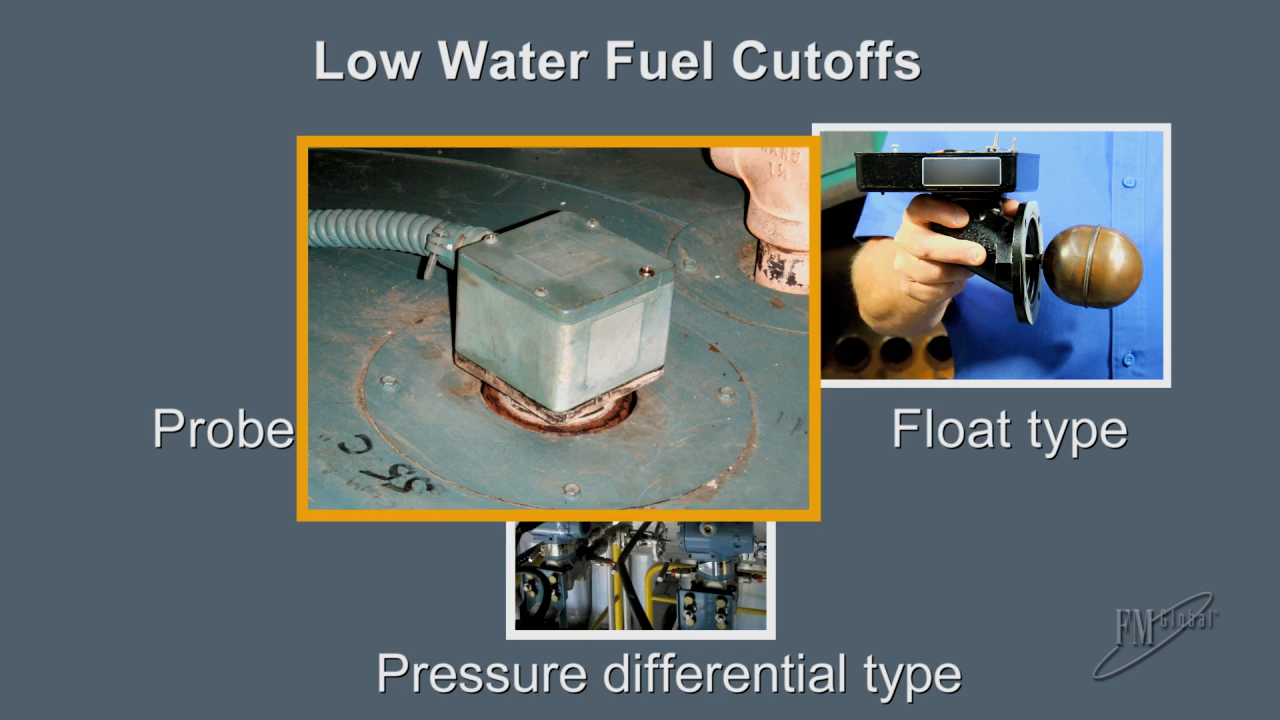 Low Water Fuel Cutoffs
Probe
Float type
Pressure differential type
FM Global